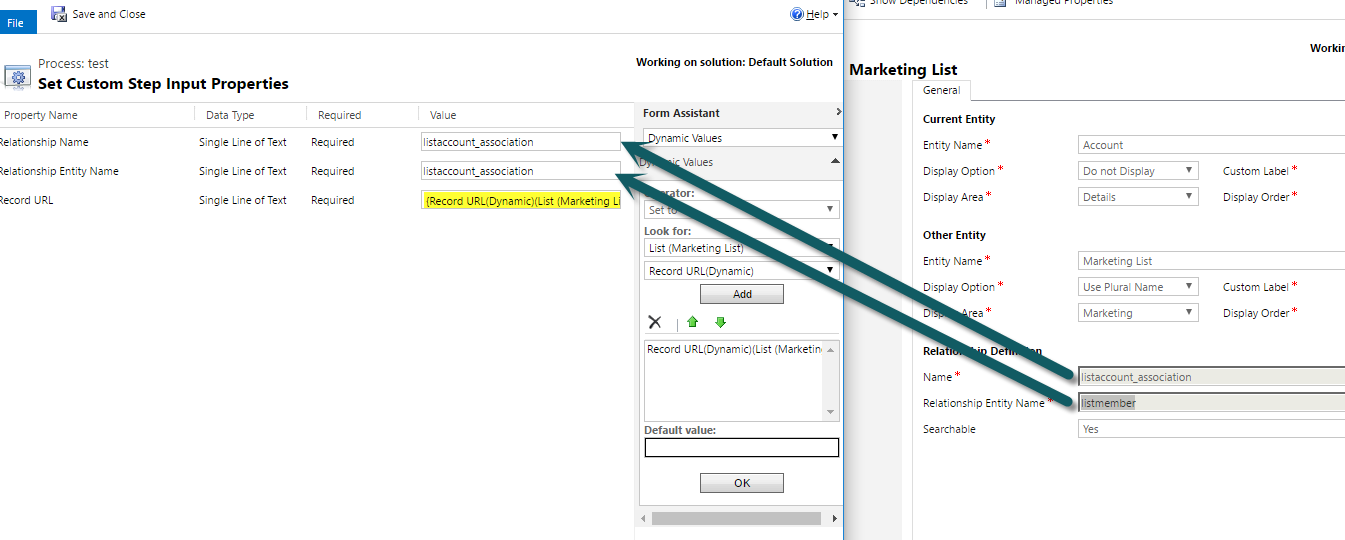 File
Save and Close
Help
Process: test
Set Custom Step Input Properties
Working on solution: Default Solution
Property Name Data Type Required Value
Relationship Name Single Line of Text Required listaccount_association
Relationship Entity Name Single Line of Text Required listaccount_association
Record URL Single Line of Text Required {Record URL(Dynamic)(List (Marketing Li
Form Assistant
Dynamic Values
Dynamic Values
Operator:
Set to
Look for:
List (Marketing List)
Record URL(Dynamic)
Add
Record URL(Dynamic)(List (Marketin
Default value:
OK
Show Dependencies Managed Properties
Workin
Marketing List
General
Current Entity
Entity Name * Account
Display Option * Do not Display Custom Label *
Display Area * Details Display Order *
Other Entity
Entity Name * Marketing List
Display Option * Use Plural Name Custom Label *
Display Area * Marketing Display Order *
Relationship Definition
Name * listaccount_association
Relationship Entity Name * listmember
Searchable Yes